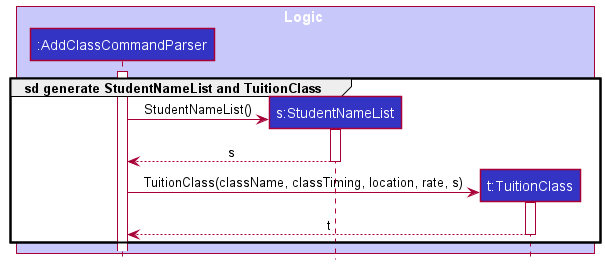 Logic
:AddClassCommandParser
sd generate StudentNameList and TuitionClass
StudentNameList()
s:StudentNameList
s
TuitionClass(className, classTiming, location, rate, s)
t:TuitionClass
t